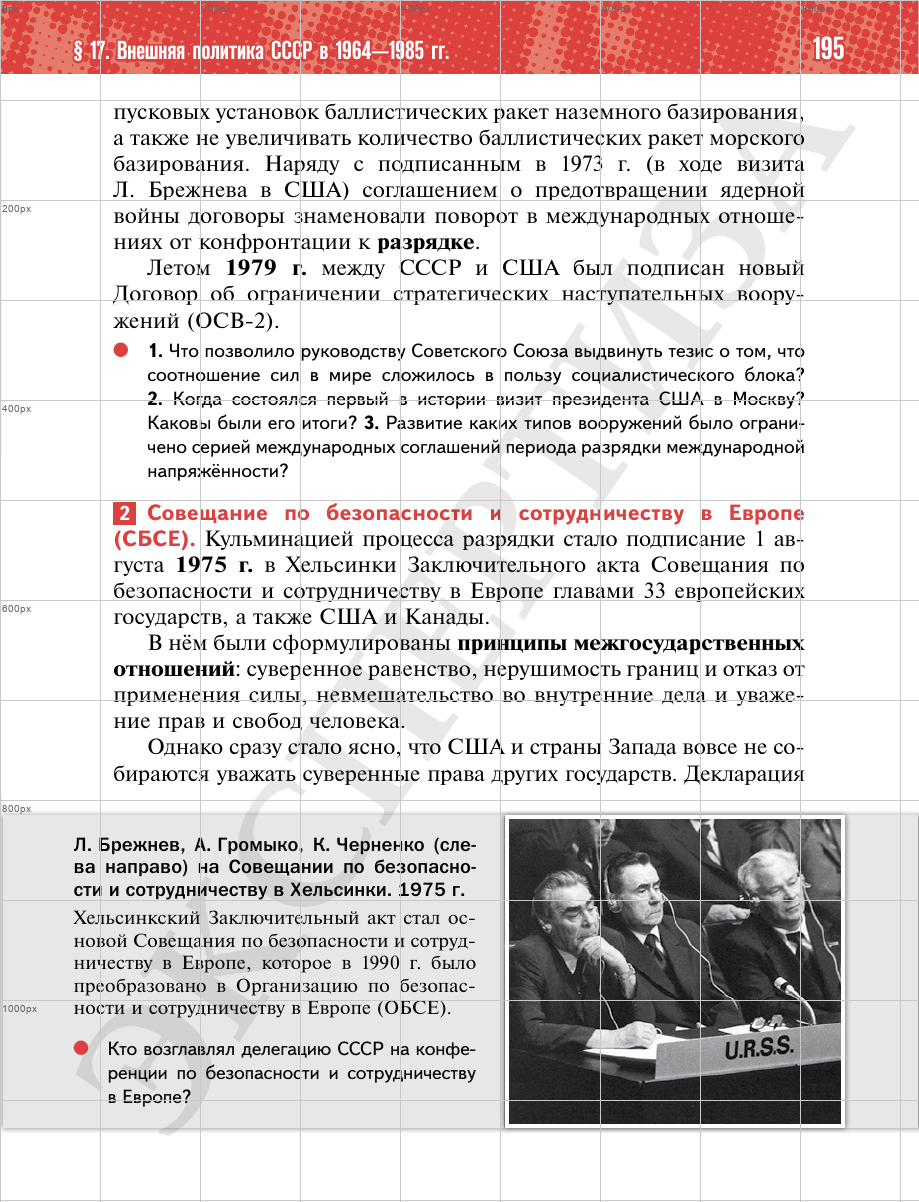 § 17. Внешняя политика СССР в 1964—1985 гг.
195
пусковых установок баллистических ракет наземного базирования,
а также не увеличивать количество баллистических ракет морского
базирования. Наряду с подписанным в 1973 г. (в ходе визита
Л. Брежнева в США) соглашением о предотвращении ядерной
войны договоры знаменовали поворот в международных отноше-
ниях от конфронтации к разрядке.
Летом 1979 г. между СССР и США был подписан новый
Договор об ограничении стратегических наступательных воору-
жений (ОСВ-2).
1. Что позволило руководству Советского Союза выдвинуть тезис о том, что
соотношение сил в мире сложилось в пользу социалистического блока?
2. Когда состоялся первый в истории визит президента США в Москву?
Каковы были его итоги? 3. Развитие каких типов вооружений было ограни-
чено серией международных соглашений периода разрядки международной
напряжённости?
2 Совещание по безопасности и сотрудничеству в Европе
(СБСЕ). Кульминацией процесса разрядки стало подписание 1 ав-
густа 1975 г. в Хельсинки Заключительного акта Совещания по
безопасности и сотрудничеству в Европе главами 33 европейских
государств, а также США и Канады.
В нём были сформулированы принципы межгосударственных
отношений: суверенное равенство, нерушимость границ и отказ от
применения силы, невмешательство во внутренние дела и уваже-
ние прав и свобод человека.
Однако сразу стало ясно, что США и страны Запада вовсе не со-
бираются уважать суверенные права других государств. Декларация
Л. Брежнев, А. Громыко, К. Черненко (сле-
ва направо) на Совещании по безопасно-
сти и сотрудничеству в Хельсинки. 1975 г.
Хельсинкский Заключительный акт стал ос-
новой Совещания по безопасности и сотруд-
ничеству в Европе, которое в 1990 г. было
преобразовано в Организацию по безопас-
ности и сотрудничеству в Европе (ОБСЕ).
Кто возглавлял делегацию СССР на конфе-
ренции по безопасности и сотрудничеству
в Европе?
U.R.S.S.
ЭКСПЕРТИЗА
200px
400px
600px
800px
1000px